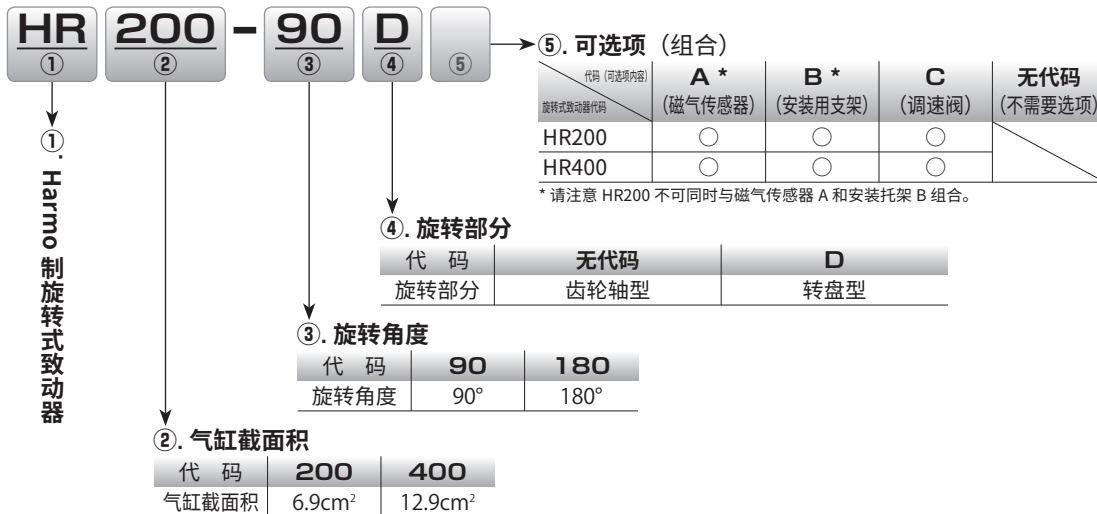 HR 200 - 90 D
① ② ③ ④ ⑤
⑤. 可选项（组合）
代码（可选项内容） A * B * C 无代码
旋转式致动器代码 （磁气传感器） （安装用支架） （调速阀） （不需要选项）
HR200 ○ ○ ○
HR400 ○ ○ ○
* 请注意 HR200 不可同时与磁气传感器 A 和安装托架 B 组合。
④. 旋转部分
代 码 无代码 D
旋转部分 齿轮轴型 转盘型
③. 旋转角度
代 码 90 180
旋转角度 90° 180°
②. 气缸截面积
代 码 200 400
气缸截面积 6.9cm² 12.9cm²
①. Harmo 制旋转式致动器